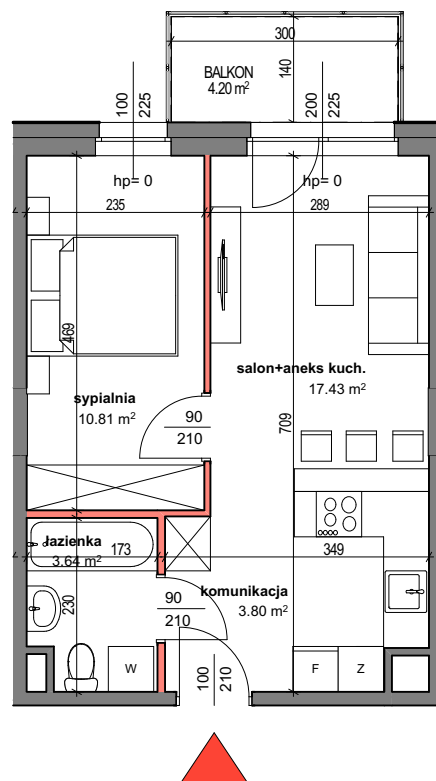 300
BALKON
4.20 m²
140
100
225
200
225
hp= 0
hp= 0
235
289
469
709
salon+aneks kuch.
17.43 m²
sypialnia
10.81 m²
90
210
łazienka
3.64 m²
173
349
230
90
210
komunikacja
3.80 m²
W
F
Z
100
210